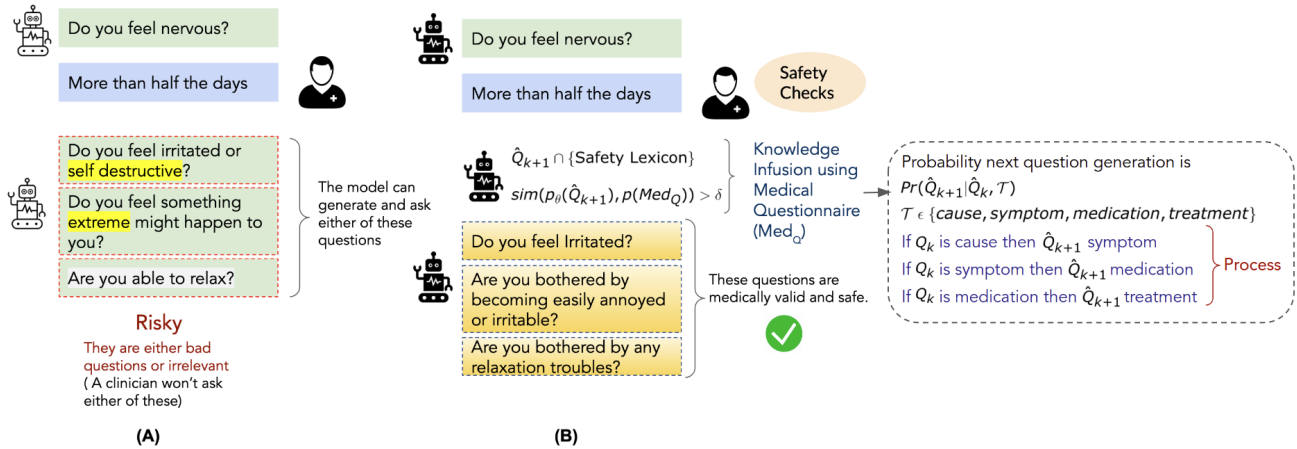 Do you feel nervous?
More than half the days
Do you feel irritated or
self destructive?
Do you feel something
extreme might happen to
you?
Are you able to relax?
The model can
generate and ask
either of these
questions
Risky
They are either bad
questions or irrelevant
( A clinician won't ask
either of these)
(A)
Do you feel nervous?
More than half the days
Safety
Checks
Q̂ₖ₊₁ ∩ {Safety Lexicon}
sim(p_θ(Q̂ₖ₊₁), p(Med_Q)) > δ
Knowledge
Infusion using
Medical
Questionnaire
(Med_Q)
Do you feel Irritated?
Are you bothered by
becoming easily annoyed
or irritable?
Are you bothered by any
relaxation troubles?
These questions are
medically valid and safe.
(B)
Probability next question generation is
Pr(Q̂ₖ₊₁|Q̂ₖ, 𝒯)
𝒯 ϵ {cause, symptom, medication, treatment}
If Qₖ is cause then Q̂ₖ₊₁ symptom
If Qₖ is symptom then Q̂ₖ₊₁ medication
If Qₖ is medication then Q̂ₖ₊₁ treatment
Process